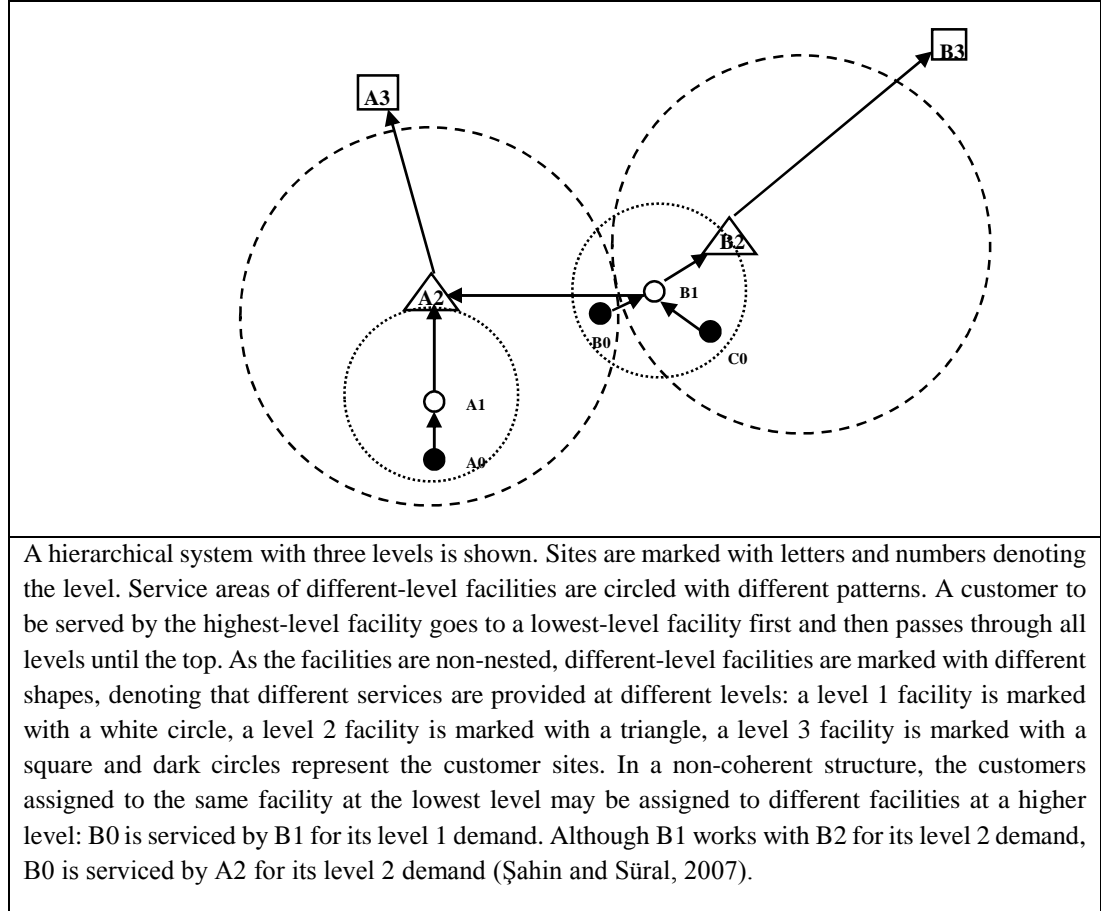 B3
A3
B2
A2
B1
B0
C0
A1
A0
A hierarchical system with three levels is shown. Sites are marked with letters and numbers denoting
the level. Service areas of different-level facilities are circled with different patterns. A customer to
be served by the highest-level facility goes to a lowest-level facility first and then passes through all
levels until the top. As the facilities are non-nested, different-level facilities are marked with different
shapes, denoting that different services are provided at different levels: a level 1 facility is marked
with a white circle, a level 2 facility is marked with a triangle, a level 3 facility is marked with a
square and dark circles represent the customer sites. In a non-coherent structure, the customers
assigned to the same facility at the lowest level may be assigned to different facilities at a higher
level: B0 is serviced by B1 for its level 1 demand. Although B1 works with B2 for its level 2 demand,
B0 is serviced by A2 for its level 2 demand (Şahin and Süral, 2007).